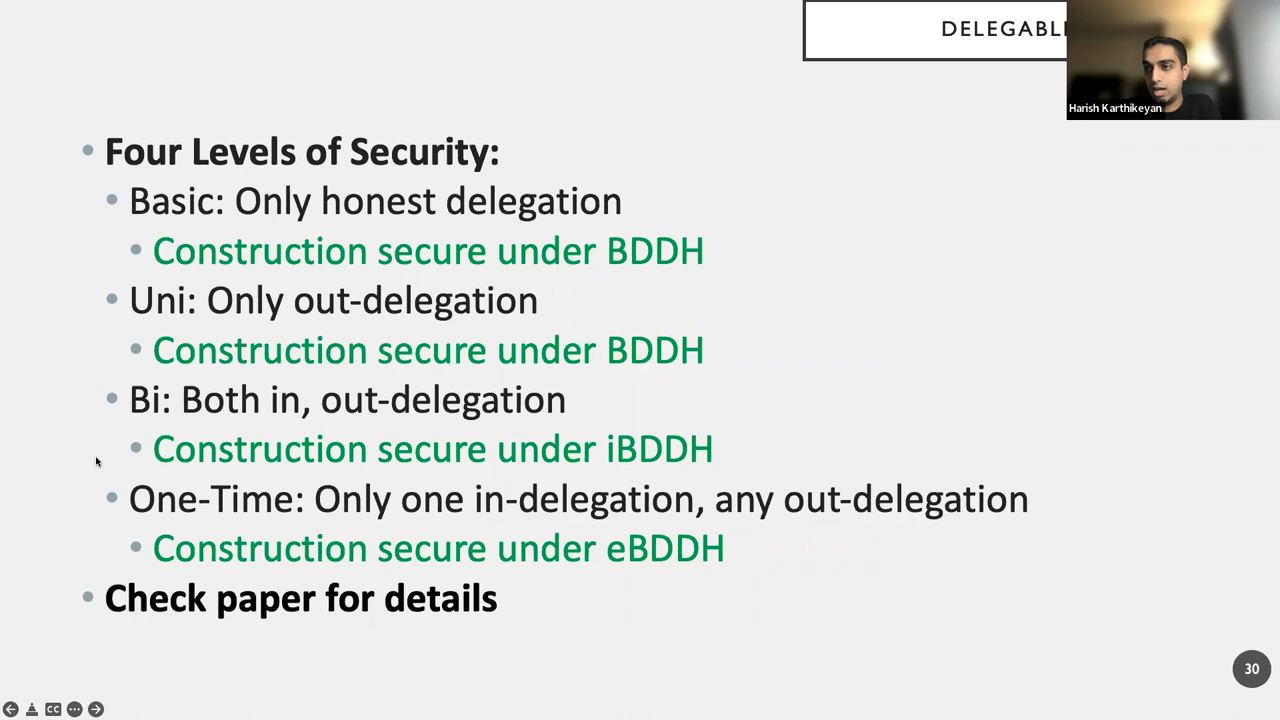 DELEGABL
Harish Karthikeyan
Four Levels of Security:
Basic: Only honest delegation
Construction secure under BDDH
Uni: Only out-delegation
Construction secure under BDDH
Bi: Both in, out-delegation
Construction secure under iBDDH
One-Time: Only one in-delegation, any out-delegation
Construction secure under eBDDH
Check paper for details
30
CC